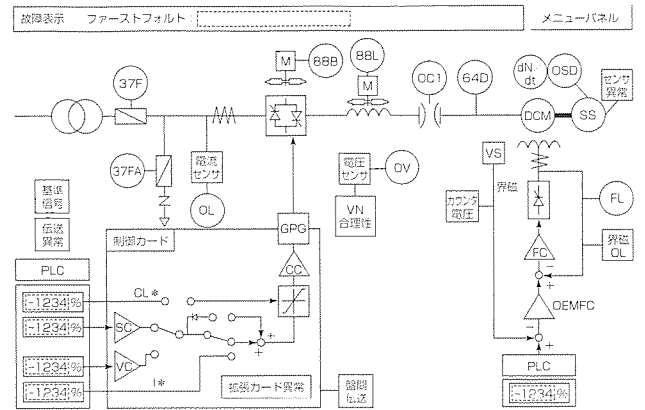 故障表示 ファーストフォルト:
メニューパネル
37F
M
88B
88L
M
OC1
64D
dN/dt
OSD
センサ
異常
DCM
SS
37FA
電流
センサ
OL
電圧
センサ
OV
VN
合理性
VS
界磁
カウンタ
電圧
FL
界磁
OL
FC
OEMFC
基準
信号
伝送
異常
制御カード
GPG
CC
PLC
CL*
-1234%
-1234%
SC
-1234%
VC
-1234%
I*
拡張カード異常
盤間
伝送
PLC
-1234%
+
+
+
+
−
+
−
+